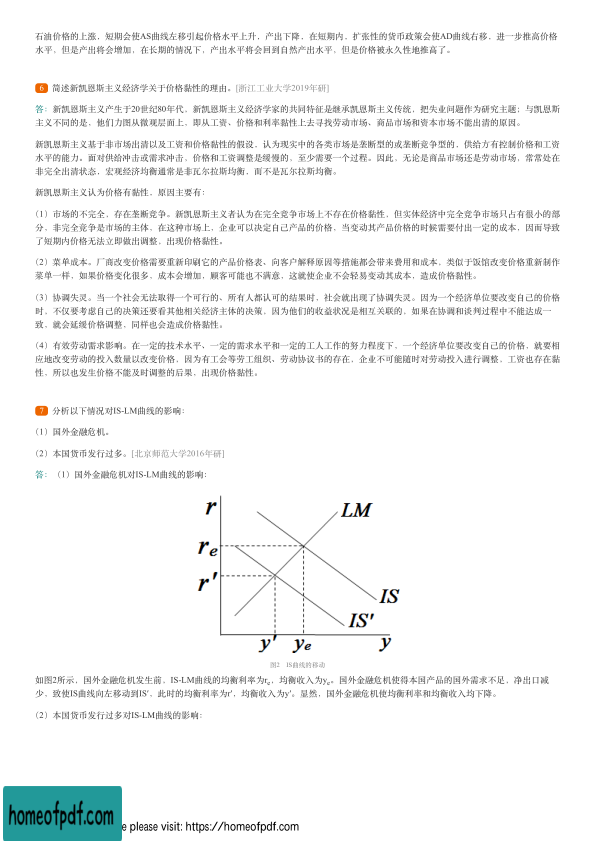 石油价格的上涨，短期会使AS曲线左移引起价格水平上升，产出下降，在短期内，扩张性的货币政策会使AD曲线右移，进一步推高价格
水平，但是产出将会增加，在长期的情况下，产出水平将会回到自然产出水平，但是价格被永久性地推高了。
6 简述新凯恩斯主义经济学关于价格黏性的理由。[浙江工业大学2019年研]
答：新凯恩斯主义产生于20世纪80年代，新凯恩斯主义经济学家的共同特征是继承凯恩斯主义传统，把失业问题作为研究主题；与凯恩斯
主义不同的是，他们力图从微观层面上，即从工资、价格和利率黏性上去寻找劳动市场、商品市场和资本市场不能出清的原因。
新凯恩斯主义基于非市场出清以及工资和价格黏性的假设，认为现实中的各类市场是垄断型的或垄断竞争型的，供给方有控制价格和工资
水平的能力。面对供给冲击或需求冲击，价格和工资调整是缓慢的，至少需要一个过程。因此，无论是商品市场还是劳动市场，常常处在
非完全出清状态，宏观经济均衡通常是非瓦尔拉斯均衡，而不是瓦尔拉斯均衡。
新凯恩斯主义认为价格有黏性，原因主要有：
（1）市场的不完全，存在垄断竞争。新凯恩斯主义者认为在完全竞争市场上不存在价格黏性，但实体经济中完全竞争市场只占有很小的部
分，非完全竞争是市场的主体，在这种市场上，企业可以决定自己产品的价格，当变动其产品价格的时候需要付出一定的成本，因而导致
了短期内价格无法立即做出调整，出现价格黏性。
（2）菜单成本。厂商改变价格需要重新印刷它的产品价格表、向客户解释原因等措施都会带来费用和成本，类似于饭馆改变价格重新制作
菜单一样，如果价格变化很多，成本会增加，顾客可能也不满意，这就使企业不会轻易变动其成本，造成价格黏性。
（3）协调失灵。当一个社会无法取得一个可行的、所有人都认可的结果时，社会就出现了协调失灵。因为一个经济单位要改变自己的价格
时，不仅要考虑自己的决策还要看其他相关经济主体的决策，因为他们的收益状况是相互关联的，如果在协调和谈判过程中不能达成一
致，就会延缓价格调整，同样也会造成价格黏性。
（4）有效劳动需求影响。在一定的技术水平、一定的需求水平和一定的工人工作的努力程度下，一个经济单位要改变自己的价格，就要相
应地改变劳动的投入数量以改变价格，因为有工会等劳工组织，劳动协议书的存在，企业不可能随时对劳动投入进行调整，工资也存在黏
性，所以也发生价格不能及时调整的后果，出现价格黏性。
7 分析以下情况对IS-LM曲线的影响：
（1）国外金融危机。
（2）本国货币发行过多。[北京师范大学2016年研]
答：（1）国外金融危机对IS-LM曲线的影响：
r
LM
re
r'
IS
IS'
y'
ye
y
图2 IS曲线的移动
如图2所示，国外金融危机发生前，IS-LM曲线的均衡利率为re，均衡收入为ye。国外金融危机使得本国产品的国外需求不足，净出口减
少，致使IS曲线向左移动到IS′，此时的均衡利率为r′，均衡收入为y′。显然，国外金融危机使均衡利率和均衡收入均下降。
（2）本国货币发行过多对IS-LM曲线的影响：
homeofpdf.com
e please visit: https://homeofpdf.com